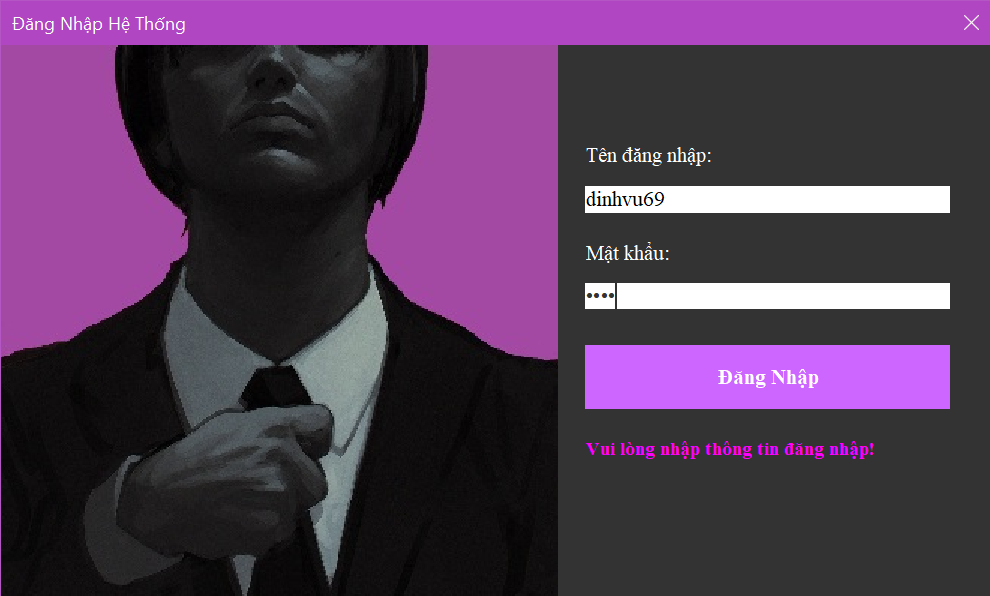 Đăng Nhập Hệ Thống
Tên đăng nhập:
dinhvu69
Mật khẩu:
••••
Đăng Nhập
Vui lòng nhập thông tin đăng nhập!